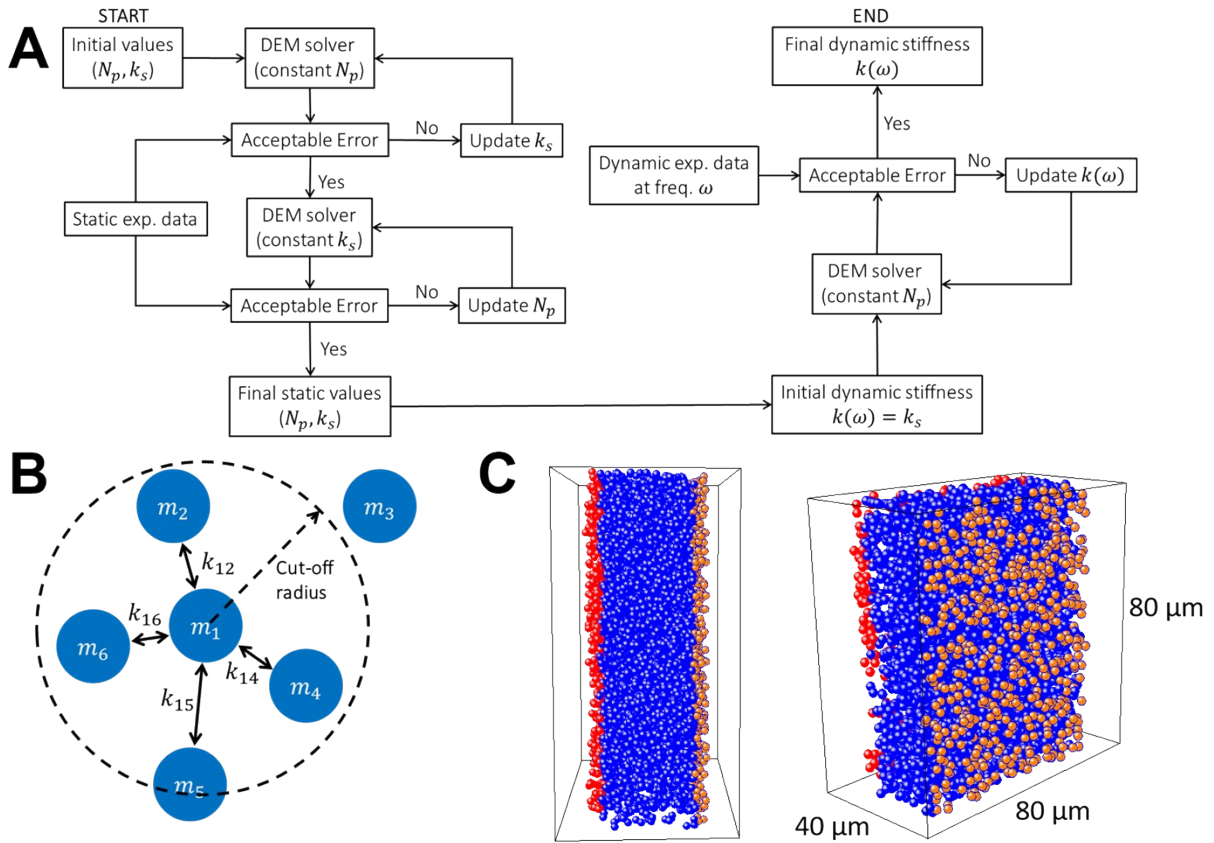 A
START
Initial values
(N_p, k_s)
DEM solver
(constant N_p)
Acceptable Error
No
Update k_s
Yes
Static exp. data
DEM solver
(constant k_s)
Acceptable Error
No
Update N_p
Yes
Final static values
(N_p, k_s)
END
Final dynamic stiffness
k(ω)
Yes
Dynamic exp. data
at freq. ω
Acceptable Error
No
Update k(ω)
DEM solver
(constant N_p)
Initial dynamic stiffness
k(ω) = k_s
B
m_2
m_3
k_12
Cut-off
radius
k_16
m_1
m_6
k_14
m_4
k_15
m_5
C
80 μm
40 μm
80 μm